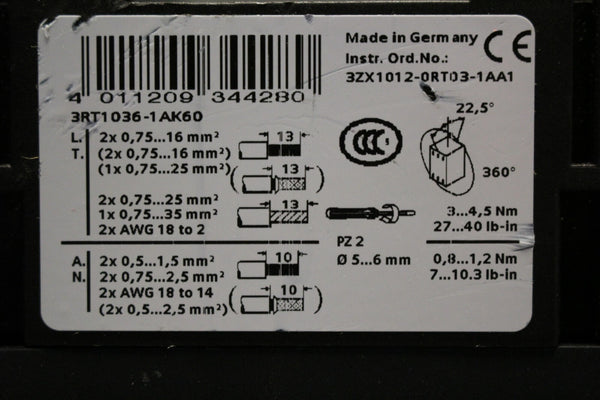 Made in Germany
Instr. Ord.No.:
3ZX1012-0RT03-1AA1
CE
4 011209 344280
3RT1036-1AK60
22,5°
360°
CCC
L. 2x 0,75...16 mm² 13
T. (2x 0,75...16 mm²)
(1x 0,75...25 mm²) ( 13 )
2x 0,75...25 mm² 13
1x 0,75...35 mm² 3...4,5 Nm
2x AWG 18 to 2 27...40 lb-in
PZ 2
A. 2x 0,5...1,5 mm² 10 Ø 5...6 mm 0,8...1,2 Nm
N. 2x 0,75...2,5 mm² 7...10.3 lb-in
2x AWG 18 to 14 ( 10 )
(2x 0,5...2,5 mm²)